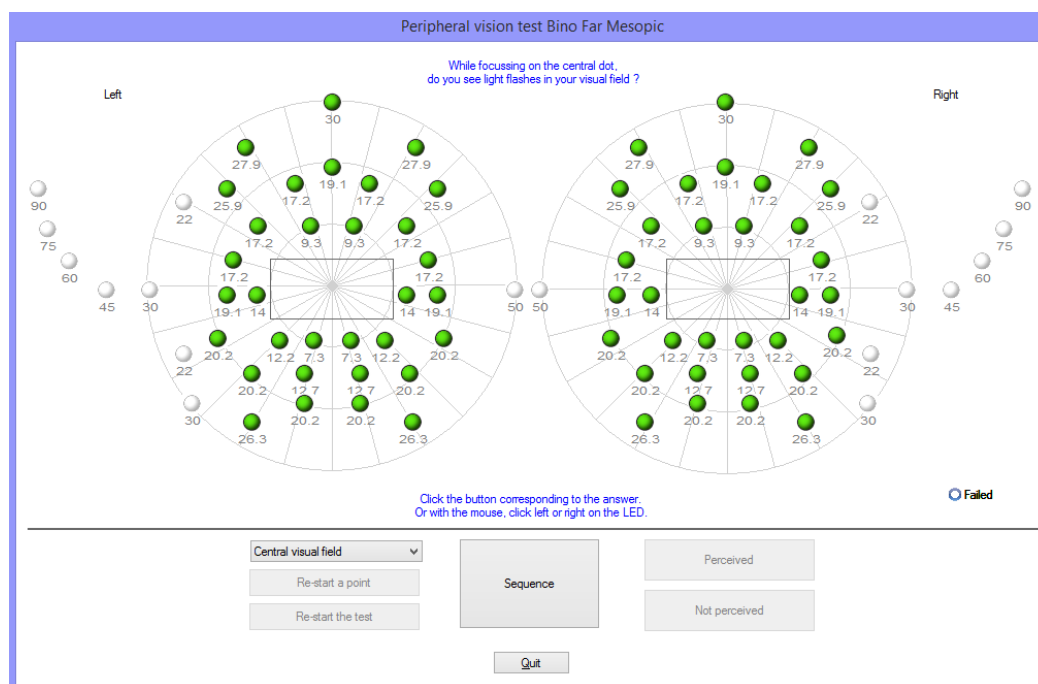 Peripheral vision test Bino Far Mesopic
While focussing on the central dot,
do you see light flashes in your visual field ?
Left Right
30 30
27.9 27.9 27.9 27.9
19.1 19.1
17.2 17.2 17.2 17.2
90 25.9 25.9 25.9 25.9 90
22 22
75 17.2 9.3 9.3 17.2 17.2 9.3 9.3 17.2 75
60 17.2 17.2 17.2 17.2 60
45 30 50 50 30 45
19.1 14 14 19.1 19.1 14 14 19.1
20.2 12.2 7.3 7.3 12.2 20.2 20.2 12.2 7.3 7.3 12.2 20.2
22 22
20.2 12.7 12.7 20.2 20.2 12.7 12.7 20.2
30 20.2 20.2 20.2 20.2 30
26.3 26.3 26.3 26.3
Failed
Click the button corresponding to the answer.
Or with the mouse, click left or right on the LED.
Central visual field
Re-start a point
Re-start the test
Sequence
Perceived
Not perceived
Quit